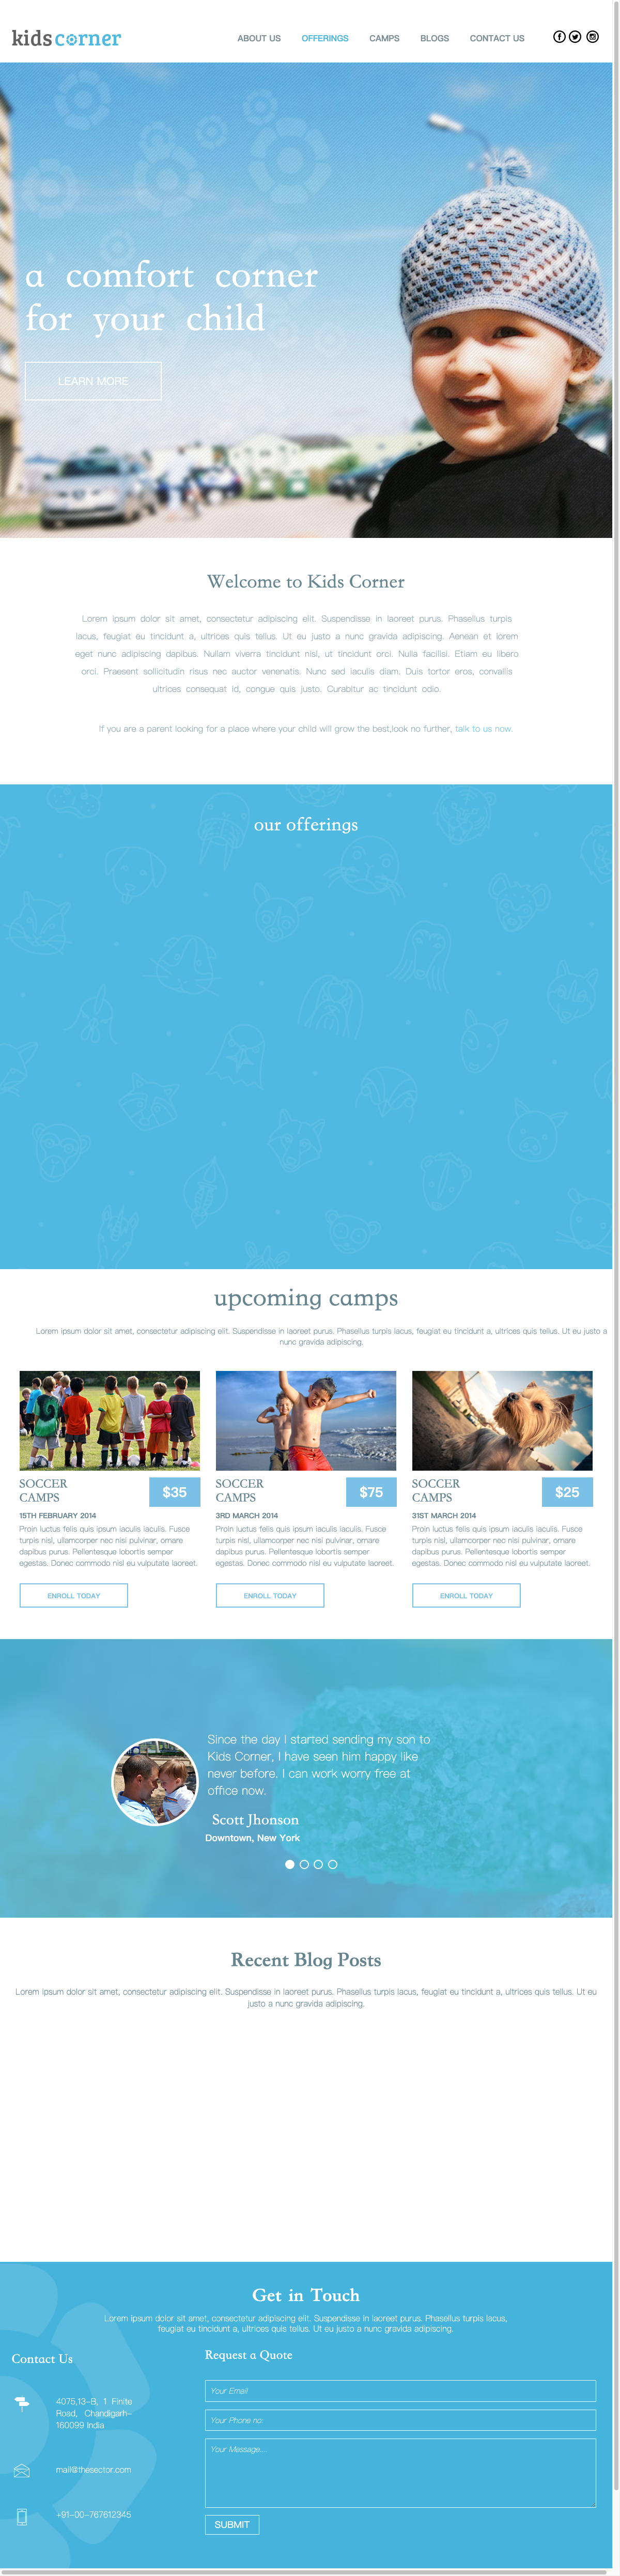 kids corner
ABOUT US OFFERINGS CAMPS BLOGS CONTACT US
a comfort corner
for your child
LEARN MORE
Welcome to Kids Corner
Lorem ipsum dolor sit amet, consectetur adipiscing elit. Suspendisse in laoreet purus. Phasellus turpis
lacus, feugiat eu tincidunt a, ultrices quis tellus. Ut eu justo a nunc gravida adipiscing. Aenean et lorem
eget nunc adipiscing dapibus. Nullam viverra tincidunt nisl, ut tincidunt orci. Nulla facilisi. Etiam eu libero
orci. Praesent sollicitudin risus nec auctor venenatis. Nunc sed iaculis diam. Duis tortor eros, convallis
ultrices consequat id, congue quis justo. Curabitur ac tincidunt odio.
If you are a parent looking for a place where your child will grow the best,look no further, talk to us now.
our offerings
upcoming camps
Lorem ipsum dolor sit amet, consectetur adipiscing elit. Suspendisse in laoreet purus. Phasellus turpis lacus, feugiat eu tincidunt a, ultrices quis tellus. Ut eu justo a
nunc gravida adipiscing.
SOCCER
CAMPS
$35
15TH FEBRUARY 2014
Proin luctus felis quis ipsum iaculis iaculis. Fusce
turpis nisl, ullamcorper nec nisi pulvinar, ornare
dapibus purus. Pellentesque lobortis semper
egestas. Donec commodo nisl eu vulputate laoreet.
ENROLL TODAY
SOCCER
CAMPS
$75
3RD MARCH 2014
Proin luctus felis quis ipsum iaculis iaculis. Fusce
turpis nisl, ullamcorper nec nisi pulvinar, ornare
dapibus purus. Pellentesque lobortis semper
egestas. Donec commodo nisl eu vulputate laoreet.
ENROLL TODAY
SOCCER
CAMPS
$25
31ST MARCH 2014
Proin luctus felis quis ipsum iaculis iaculis. Fusce
turpis nisl, ullamcorper nec nisi pulvinar, ornare
dapibus purus. Pellentesque lobortis semper
egestas. Donec commodo nisl eu vulputate laoreet.
ENROLL TODAY
Since the day I started sending my son to
Kids Corner, I have seen him happy like
never before. I can work worry free at
office now.
Scott Jhonson
Downtown, New York
Recent Blog Posts
Lorem ipsum dolor sit amet, consectetur adipiscing elit. Suspendisse in laoreet purus. Phasellus turpis lacus, feugiat eu tincidunt a, ultrices quis tellus. Ut eu
justo a nunc gravida adipiscing.
Get in Touch
Lorem ipsum dolor sit amet, consectetur adipiscing elit. Suspendisse in laoreet purus. Phasellus turpis lacus,
feugiat eu tincidunt a, ultrices quis tellus. Ut eu justo a nunc gravida adipiscing.
Contact Us
4075,13-B, 1 Finite
Road, Chandigarh-
160099 India
mail@thesector.com
+91-00-767612345
Request a Quote
Your Email
Your Phone no:
Your Message...
SUBMIT